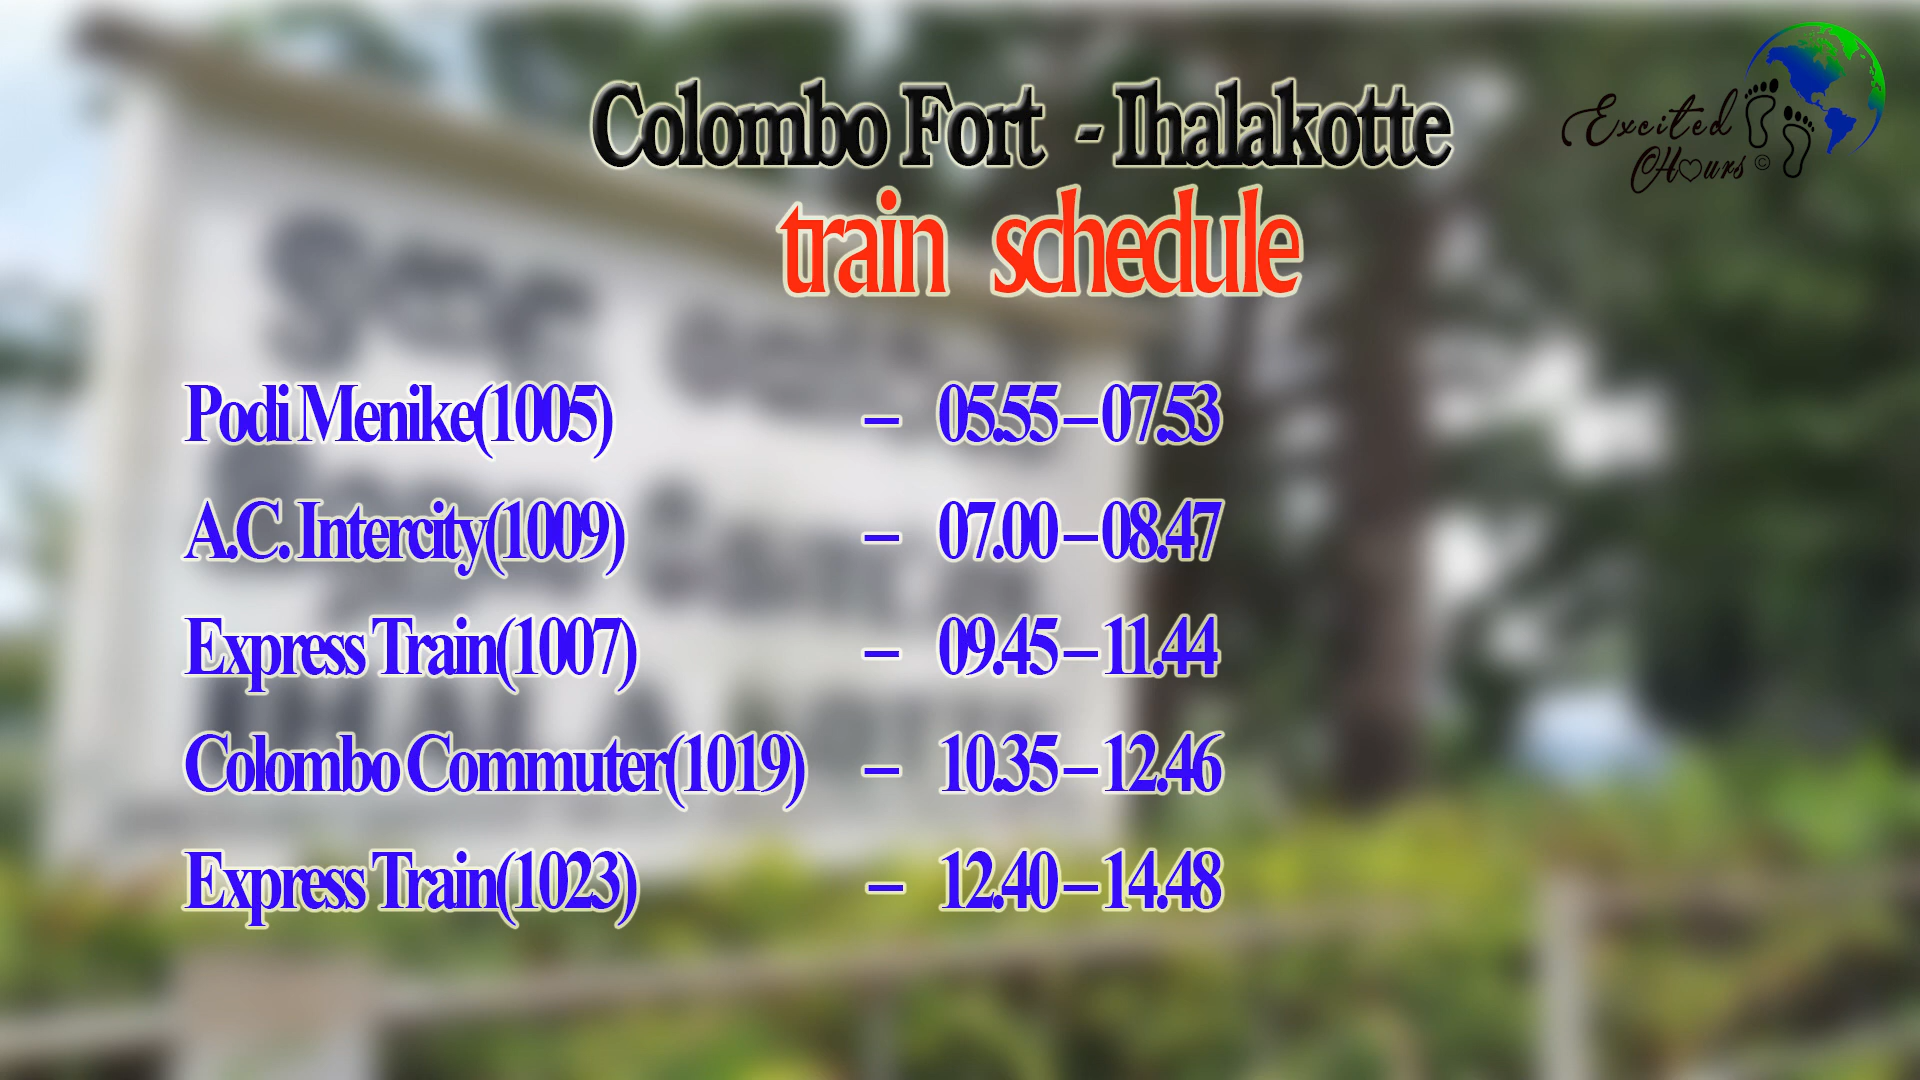 Colombo Fort - Ihalakotte
train schedule
Excited
Hours ©
Podi Menike(1005) – 05.55 – 07.53
A.C. Intercity(1009) – 07.00 – 08.47
Express Train(1007) – 09.45 – 11.44
Colombo Commuter(1019) – 10.35 – 12.46
Express Train(1023) – 12.40 – 14.48